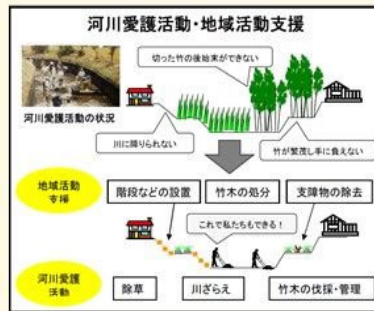 河川愛護活動・地域活動支援
切った竹の後始末ができない
河川愛護活動の状況
川に降りられない
竹が繁茂し手に負えない
地域活動
支援
階段などの設置
竹木の処分
支障物の除去
これで私たちもできる！
河川愛護
活動
除草
川ざらえ
竹木の伐採・管理